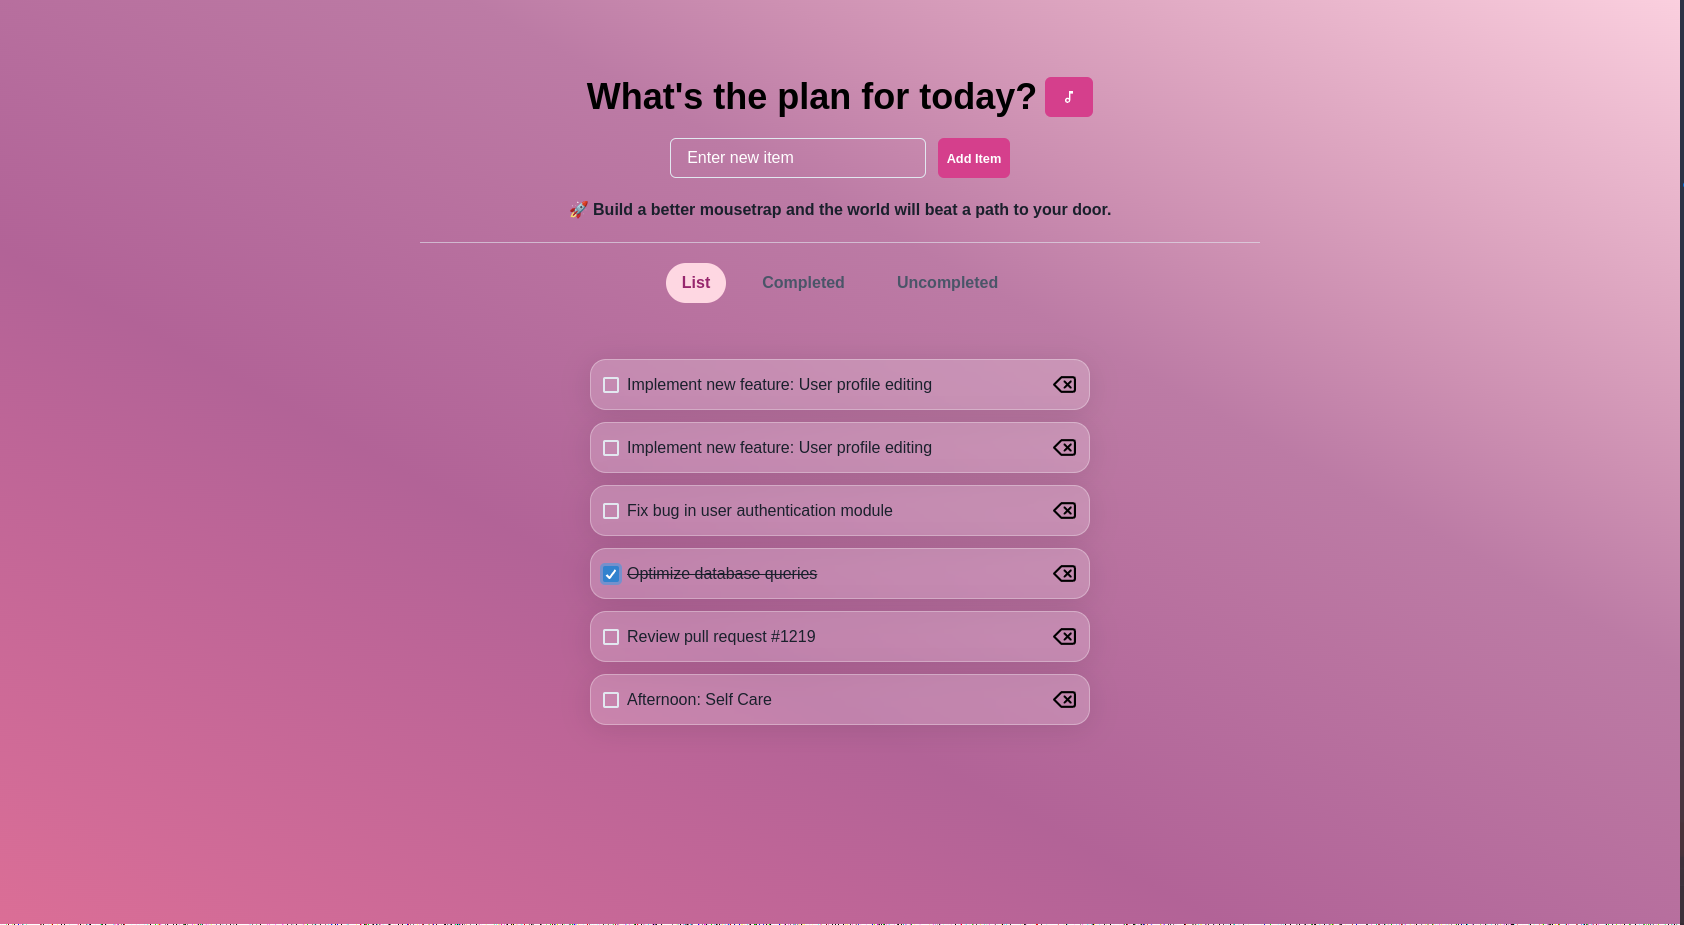 What's the plan for today?
Enter new item
Add Item
🚀 Build a better mousetrap and the world will beat a path to your door.
List Completed Uncompleted
Implement new feature: User profile editing
Implement new feature: User profile editing
Fix bug in user authentication module
Optimize database queries
Review pull request #1219
Afternoon: Self Care